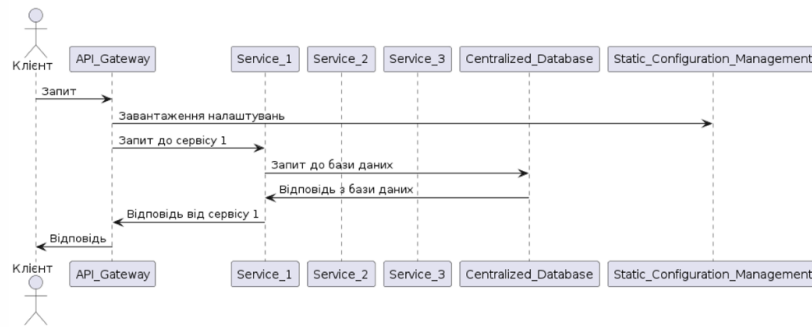 Клієнт
API_Gateway
Service_1
Service_2
Service_3
Centralized_Database
Static_Configuration_Management
Запит
Завантаження налаштувань
Запит до сервісу 1
Запит до бази даних
Відповідь з бази даних
Відповідь від сервісу 1
Відповідь
Клієнт
API_Gateway
Service_1
Service_2
Service_3
Centralized_Database
Static_Configuration_Management